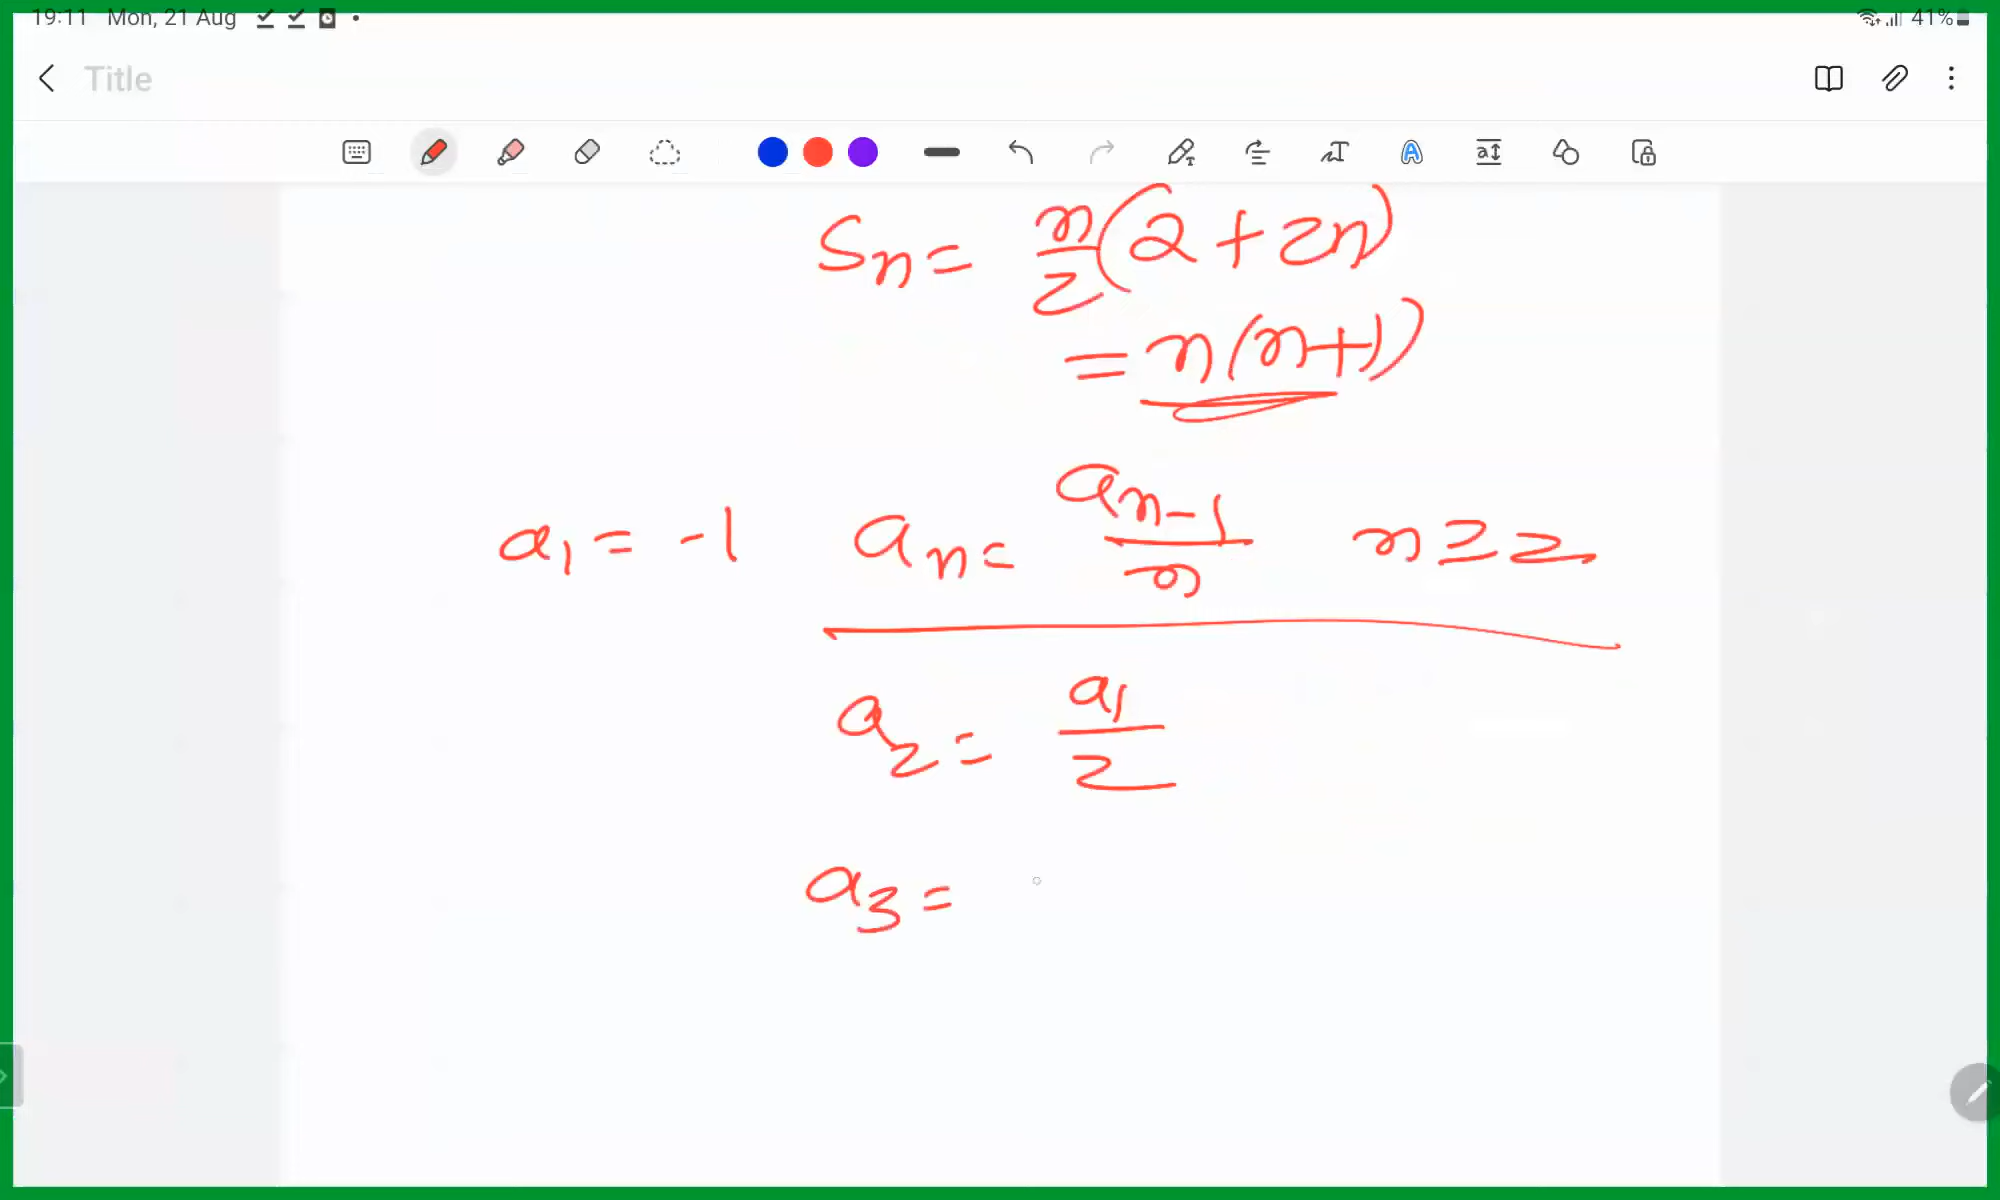 19:11 Mon, 21 Aug
41%
Title
Sn = n/2 (2 + 2n)
= n(n+1)
a₁ = -1 aₙ = aₙ₋₁/n n ≥ 2
a₂ = a₁/2
a₃ =